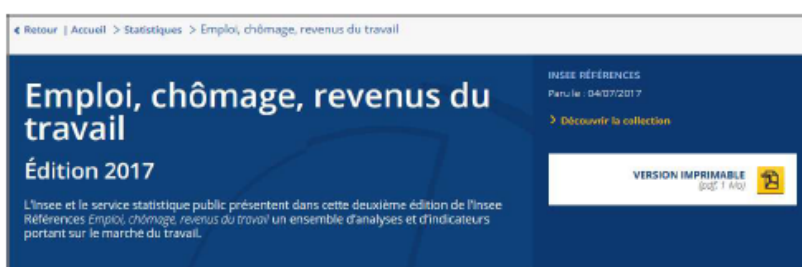 ‹ Retour | Accueil > Statistiques > Emploi, chômage, revenus du travail
Emploi, chômage, revenus du
travail
Édition 2017
L'Insee et le service statistique public présentent dans cette deuxième édition de l'Insee
Références Emploi, chômage, revenus du travail un ensemble d'analyses et d'indicateurs
portant sur le marché du travail.
INSEE RÉFÉRENCES
Paru le : 04/07/2017
> Découvrir la collection
VERSION IMPRIMABLE
(pdf, 1 Mo)